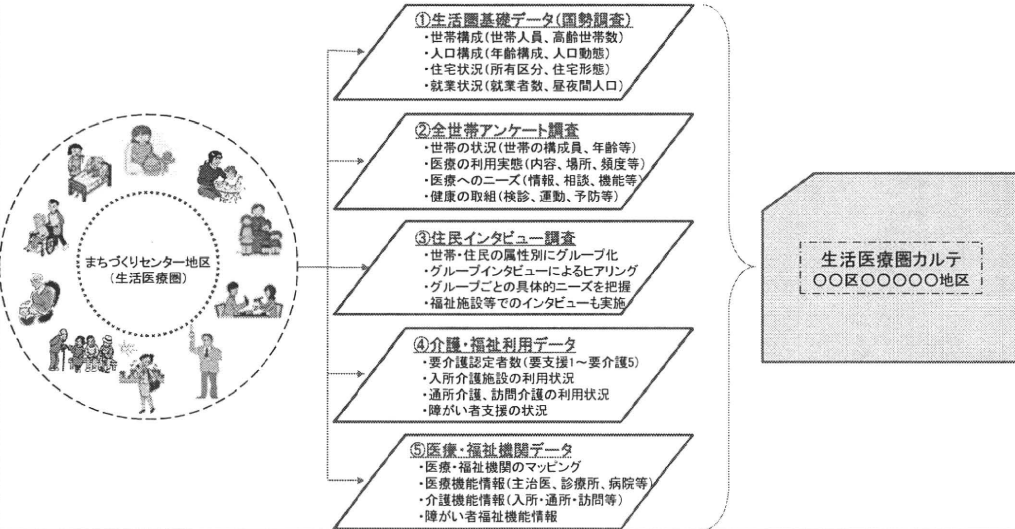 まちづくりセンター地区
(生活医療圏)
①生活圏基礎データ(国勢調査)
・世帯構成(世帯人員、高齢世帯数)
・人口構成(年齢構成、人口動態)
・住宅状況(所有区分、住宅形態)
・就業状況(就業者数、昼夜間人口)
②全世帯アンケート調査
・世帯の状況(世帯の構成員、年齢等)
・医療の利用実態(内容、場所、頻度等)
・医療へのニーズ(情報、相談、機能等)
・健康の取組(検診、運動、予防等)
③住民インタビュー調査
・世帯・住民の属性別にグループ化
・グループインタビューによるヒアリング
・グループごとの具体的ニーズを把握
・福祉施設等でのインタビューも実施
④介護・福祉利用データ
・要介護認定者数(要支援1～要介護5)
・入所介護施設の利用状況
・通所介護、訪問介護の利用状況
・障がい者支援の状況
⑤医療・福祉機関データ
・医療・福祉機関のマッピング
・医療機能情報(主治医、診療所、病院等)
・介護機能情報(入所・通所・訪問等)
・障がい者福祉機能情報
生活医療圏カルテ
〇〇区〇〇〇〇〇地区